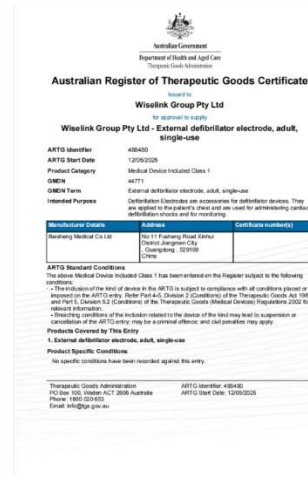 Australian Government
Department of Health and Aged Care
Therapeutic Goods Administration
Australian Register of Therapeutic Goods Certificate
Issued to
Wiselink Group Pty Ltd
for approval to supply
Wiselink Group Pty Ltd - External defibrillator electrode, adult,
single-use
ARTG Identifier 488480
ARTG Start Date 12/05/2025
Product Category Medical Device Included Class 1
GMDN 44771
GMDN Term External defibrillator electrode, adult, single-use
Intended Purpose Defibrillation Electrodes are accessories for defibrillator devices. They
are applied to the patient's chest and are used for administering cardiac
defibrillation shocks and for monitoring.
Manufacturer Details Address Certificate number(s)
Baisheng Medical Co Ltd No 11 Fusheng Road Xinhui
District Jiangmen City
, Guangdong , 529100
China
ARTG Standard Conditions
The above Medical Device Included Class 1 has been entered on the Register subject to the following
conditions:
- The inclusion of the kind of device in the ARTG is subject to compliance with all conditions placed or
imposed on the ARTG entry. Refer Part 4-5, Division 2 (Conditions) of the Therapeutic Goods Act 198
and Part 5, Division 5.2 (Conditions) of the Therapeutic Goods (Medical Devices) Regulations 2002 fo
relevant information.
- Breaching conditions of the inclusion related to the device of the kind may lead to suspension or
cancellation of the ARTG entry; may be a criminal offence; and civil penalties may apply.
Products Covered by This Entry
1. External defibrillator electrode, adult, single-use
Product Specific Conditions
No specific conditions have been recorded against this entry.
Therapeutic Goods Administration ARTG Identifier: 488480
PO Box 100, Woden ACT 2606 Australia ARTG Start Date: 12/05/2025
Phone: 1800 020 653
Email: info@tga.gov.au